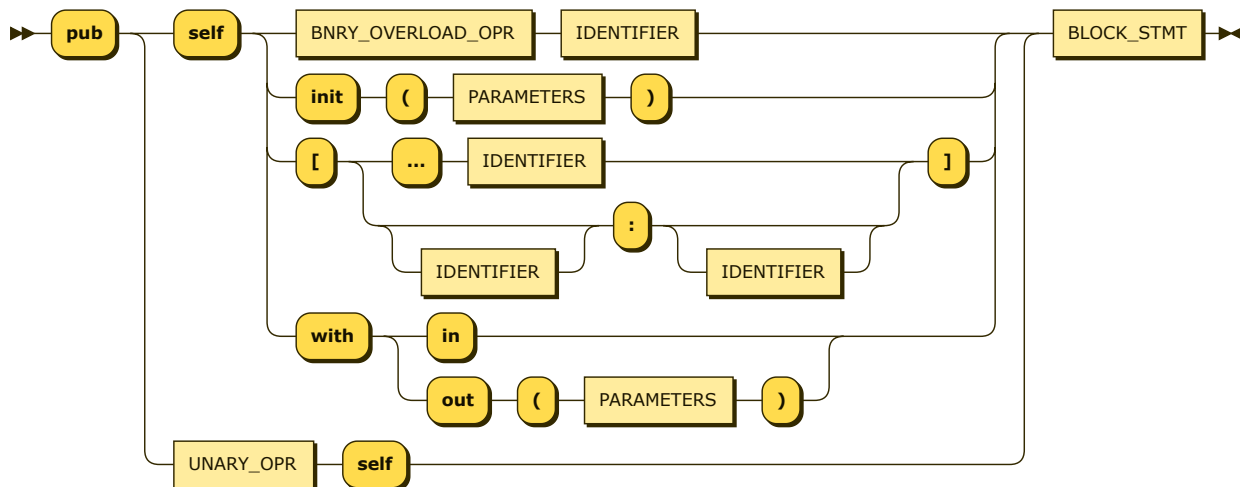 pub self BNRY_OVERLOAD_OPR IDENTIFIER BLOCK_STMT
init ( PARAMETERS )
[ ... IDENTIFIER ]
:
IDENTIFIER IDENTIFIER
with in
out ( PARAMETERS )
UNARY_OPR self